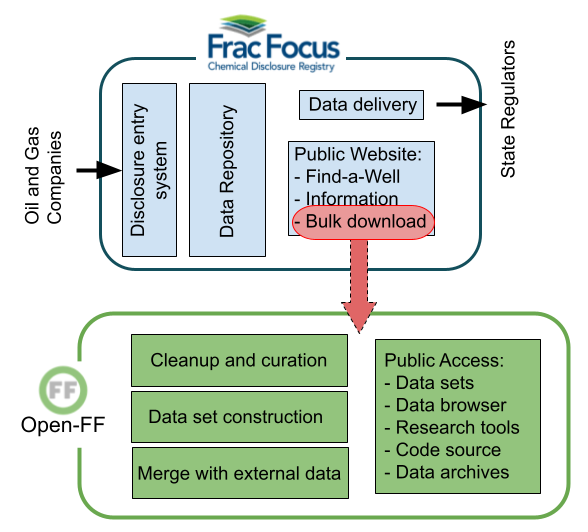 Frac Focus
Chemical Disclosure Registry
Oil and Gas
Companies
Disclosure entry
system
Data Repository
Data delivery
State Regulators
Public Website:
- Find-a-Well
- Information
- Bulk download
FF
Open-FF
Cleanup and curation
Data set construction
Merge with external data
Public Access:
- Data sets
- Data browser
- Research tools
- Code source
- Data archives